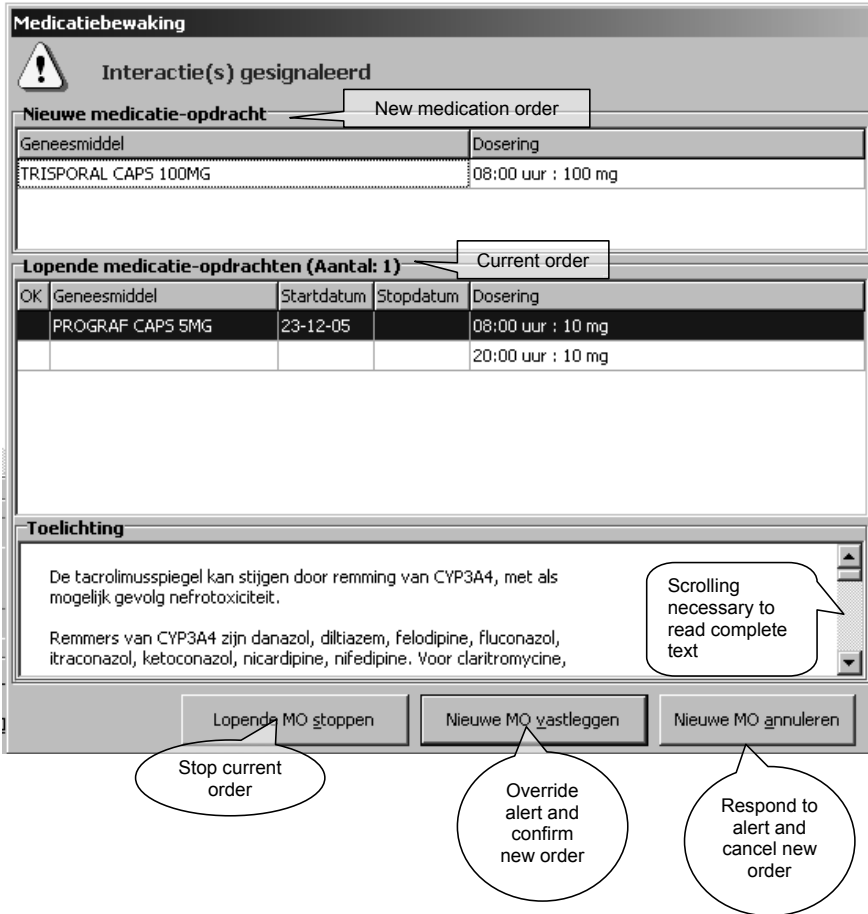 Medicatiebewaking
Interactie(s) gesignaleerd
Nieuwe medicatie-opdracht
New medication order
Geneesmiddel Dosering
TRISPORAL CAPS 100MG 08:00 uur : 100 mg
Lopende medicatie-opdrachten (Aantal: 1)
Current order
OK Geneesmiddel Startdatum Stopdatum Dosering
PROGRAF CAPS 5MG 23-12-05 08:00 uur : 10 mg
20:00 uur : 10 mg
Toelichting
De tacrolimusspiegel kan stijgen door remming van CYP3A4, met als
mogelijk gevolg nefrotoxiciteit.
Remmers van CYP3A4 zijn danazol, diltiazem, felodipine, fluconazol,
itraconazol, ketoconazol, nicardipine, nifedipine. Voor claritromycine,
Scrolling
necessary to
read complete
text
Lopende MO stoppen
Nieuwe MO vastleggen
Nieuwe MO annuleren
Stop current
order
Override
alert and
confirm
new order
Respond to
alert and
cancel new
order